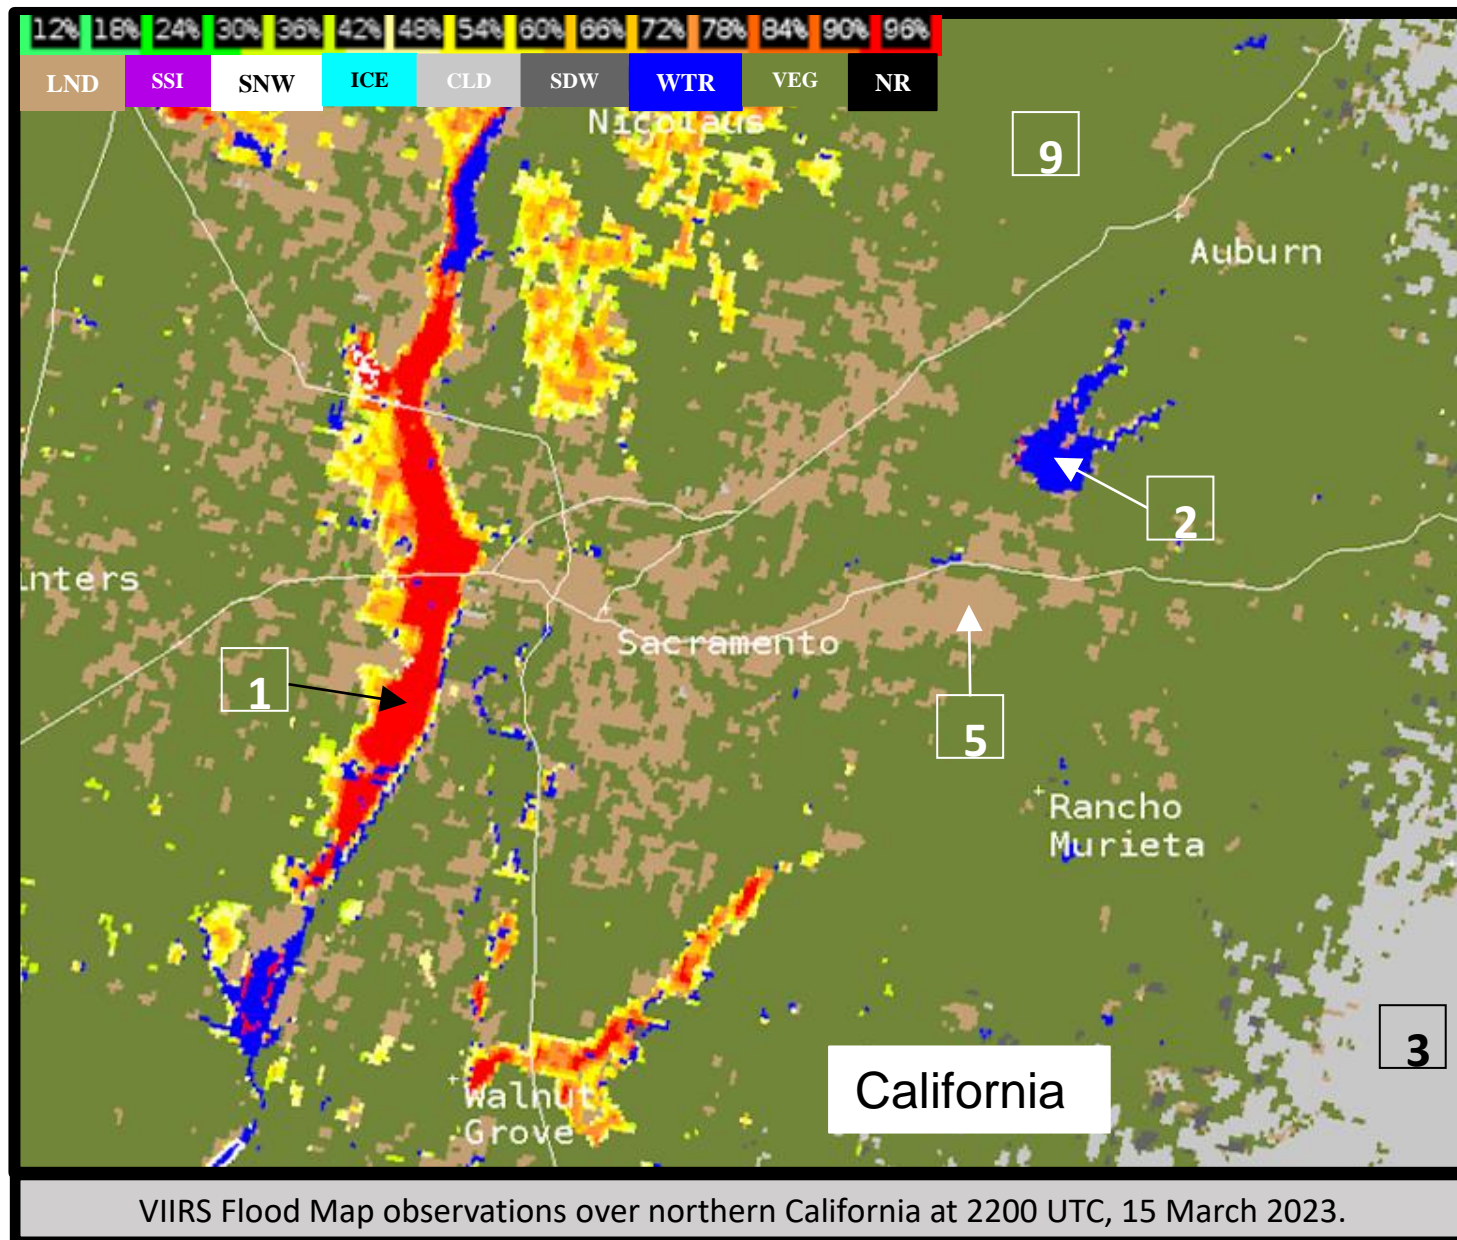 12% 18% 24% 30% 36% 42% 48% 54% 60% 66% 72% 78% 84% 90% 96%
LND SSI SNW ICE CLD SDW WTR VEG NR
Nicolaus
9
Auburn
2
inters
Sacramento
1
5
Rancho
Murieta
3
California
Walnut
Grove
VIIRS Flood Map observations over northern California at 2200 UTC, 15 March 2023.